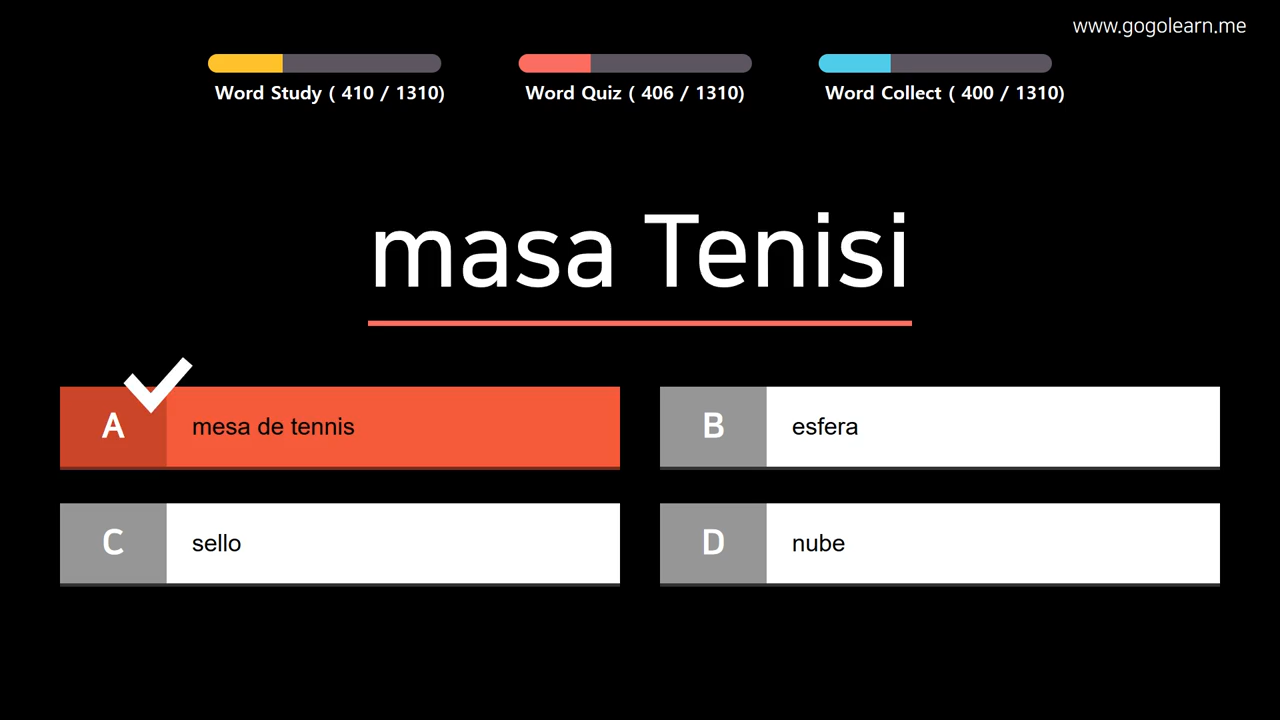 www.gogolearn.me
Word Study ( 410 / 1310)
Word Quiz ( 406 / 1310)
Word Collect ( 400 / 1310)
masa Tenisi
A mesa de tennis
B esfera
C sello
D nube